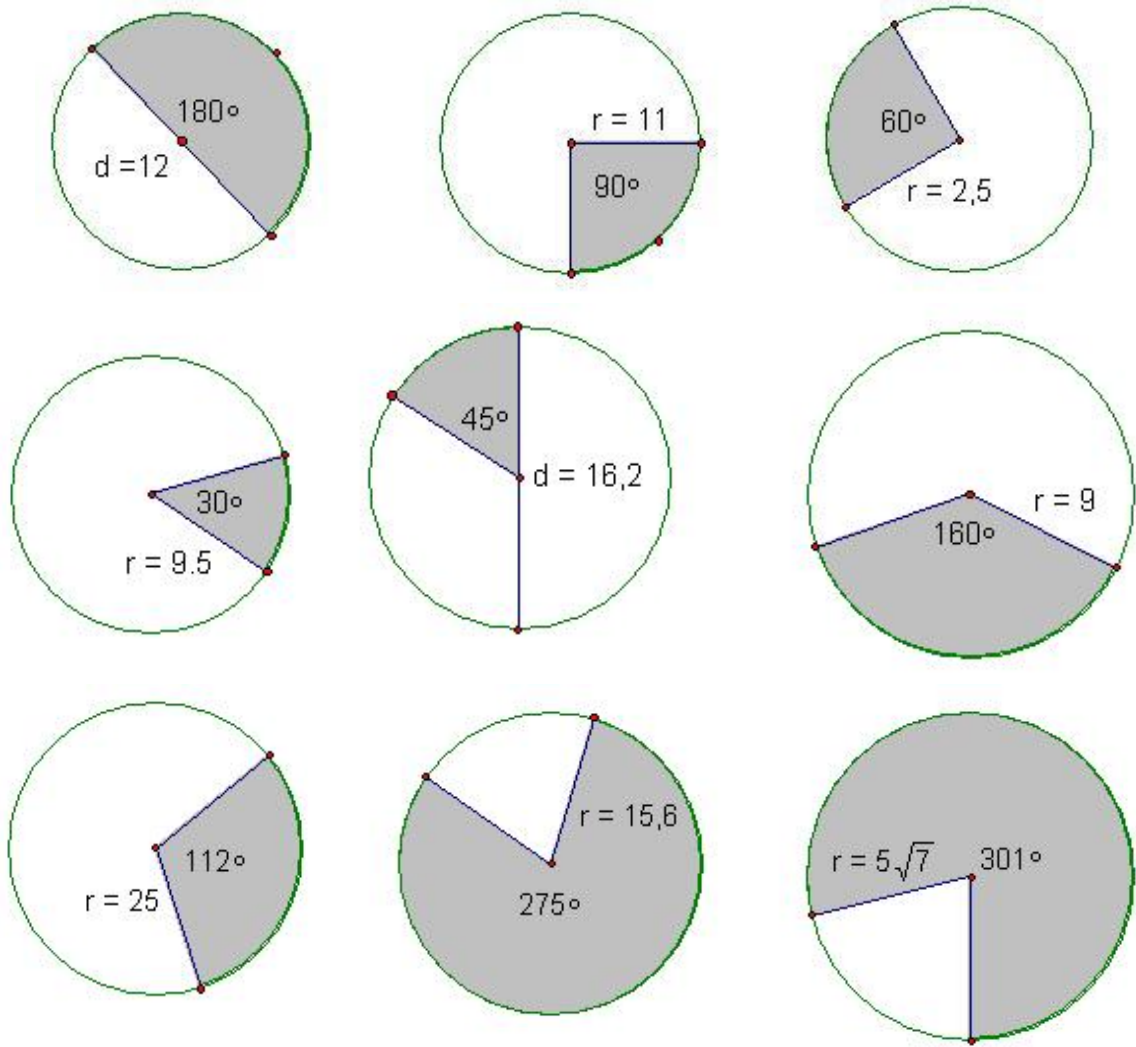 180°
d =12
r = 11
90°
60°
r = 2,5
30°
r = 9.5
45°
d = 16,2
r = 9
160°
112°
r = 25
r = 15,6
275°
r = 5√7
301°